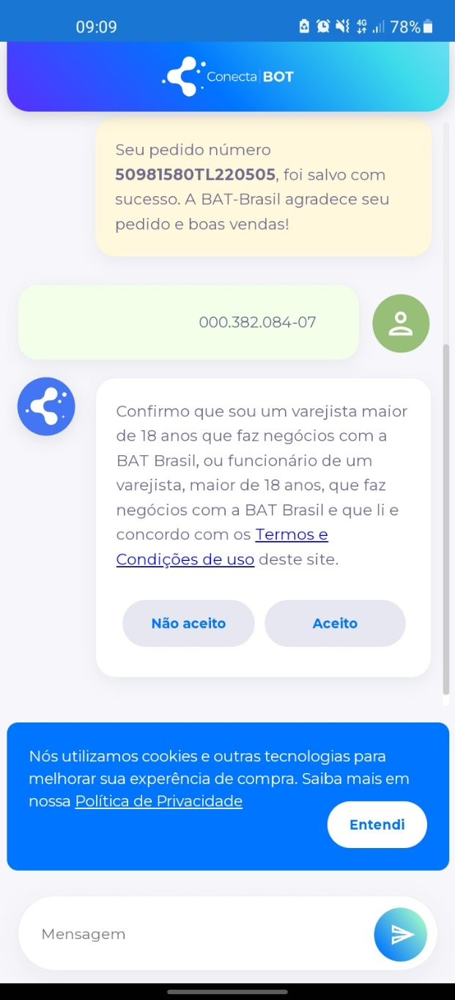 09:09
4G
78%
Conecta|BOT
Seu pedido número
50981580TL220505, foi salvo com
sucesso. A BAT-Brasil agradece seu
pedido e boas vendas!
000.382.084-07
Confirmo que sou um varejista maior
de 18 anos que faz negócios com a
BAT Brasil, ou funcionário de um
varejista, maior de 18 anos, que faz
negócios com a BAT Brasil e que li e
concordo com os Termos e
Condições de uso deste site.
Não aceito
Aceito
Nós utilizamos cookies e outras tecnologias para
melhorar sua experência de compra. Saiba mais em
nossa Política de Privacidade
Entendi
Mensagem